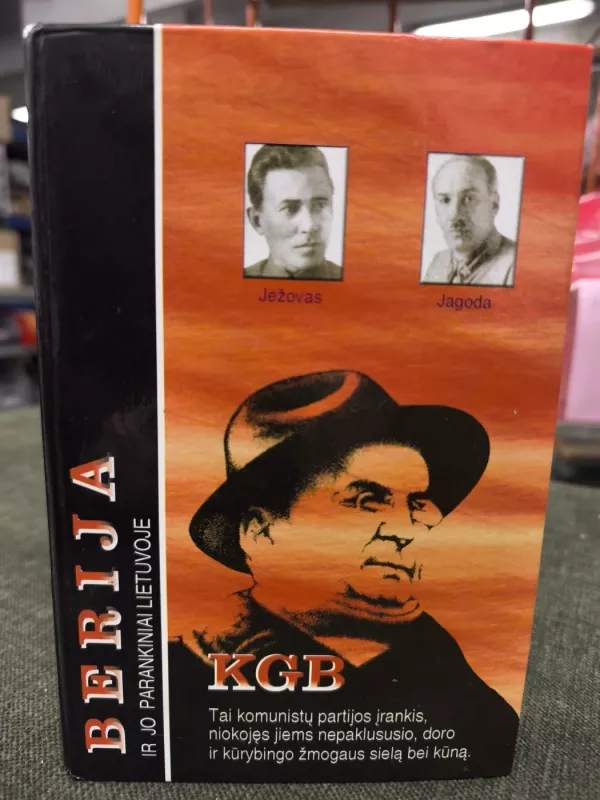 BERIJA
IR JO PARANKINIAI LIETUVOJE
Ježovas
Jagoda
KGB
Tai komunistų partijos įrankis,
niokojęs jiems nepaklususio, doro
ir kūrybingo žmogaus sielą bei kūną.